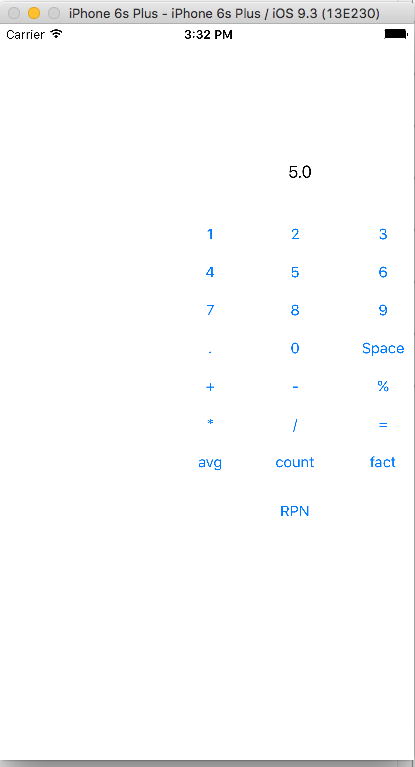 iPhone 6s Plus - iPhone 6s Plus / iOS 9.3 (13E230)
Carrier 3:32 PM
5.0
1 2 3
4 5 6
7 8 9
. 0 Space
+ - %
* / =
avg count fact
RPN